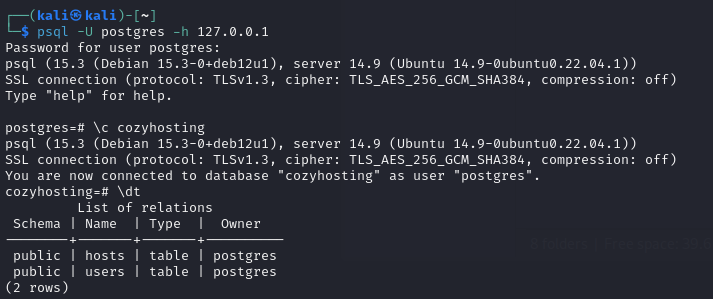 ┌──(kali㉿kali)-[~]
└─$ psql -U postgres -h 127.0.0.1
Password for user postgres:
psql (15.3 (Debian 15.3-0+deb12u1), server 14.9 (Ubuntu 14.9-0ubuntu0.22.04.1))
SSL connection (protocol: TLSv1.3, cipher: TLS_AES_256_GCM_SHA384, compression: off)
Type "help" for help.

postgres=# \c cozyhosting
psql (15.3 (Debian 15.3-0+deb12u1), server 14.9 (Ubuntu 14.9-0ubuntu0.22.04.1))
SSL connection (protocol: TLSv1.3, cipher: TLS_AES_256_GCM_SHA384, compression: off)
You are now connected to database "cozyhosting" as user "postgres".
cozyhosting=# \dt
         List of relations
 Schema | Name  | Type  |  Owner
--------+-------+-------+----------
 public | hosts | table | postgres
 public | users | table | postgres
(2 rows)